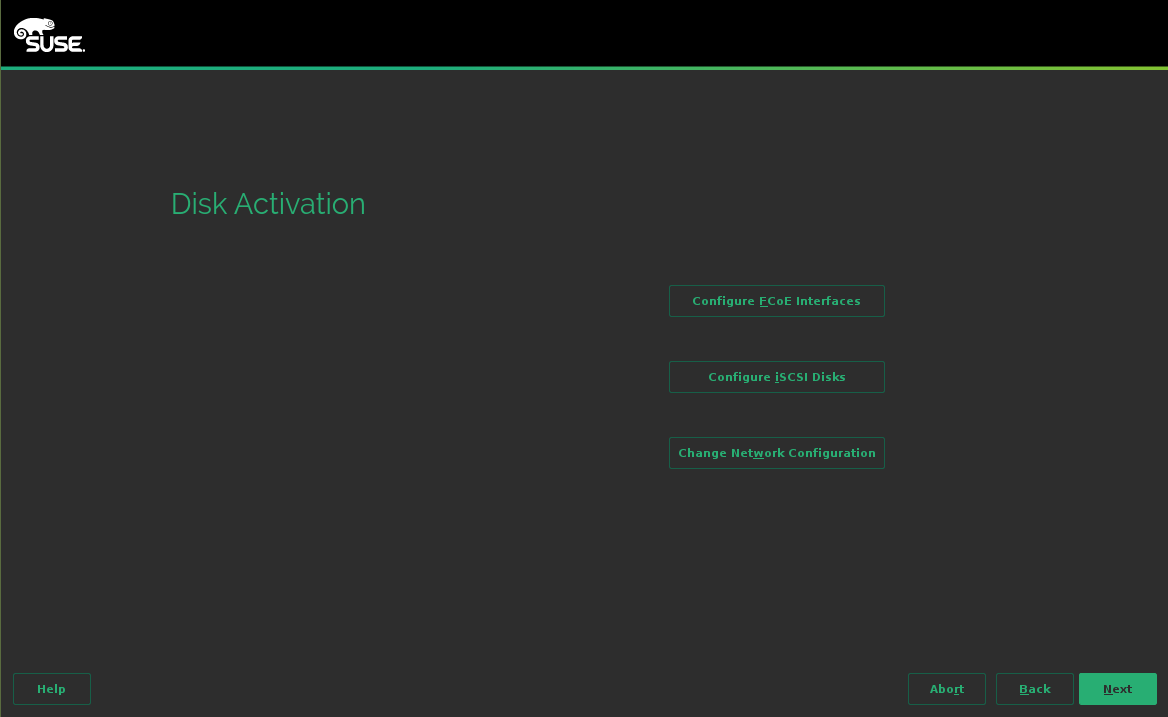 SUSE.
Disk Activation
Configure FCoE Interfaces
Configure iSCSI Disks
Change Network Configuration
Help
Abort
Back
Next